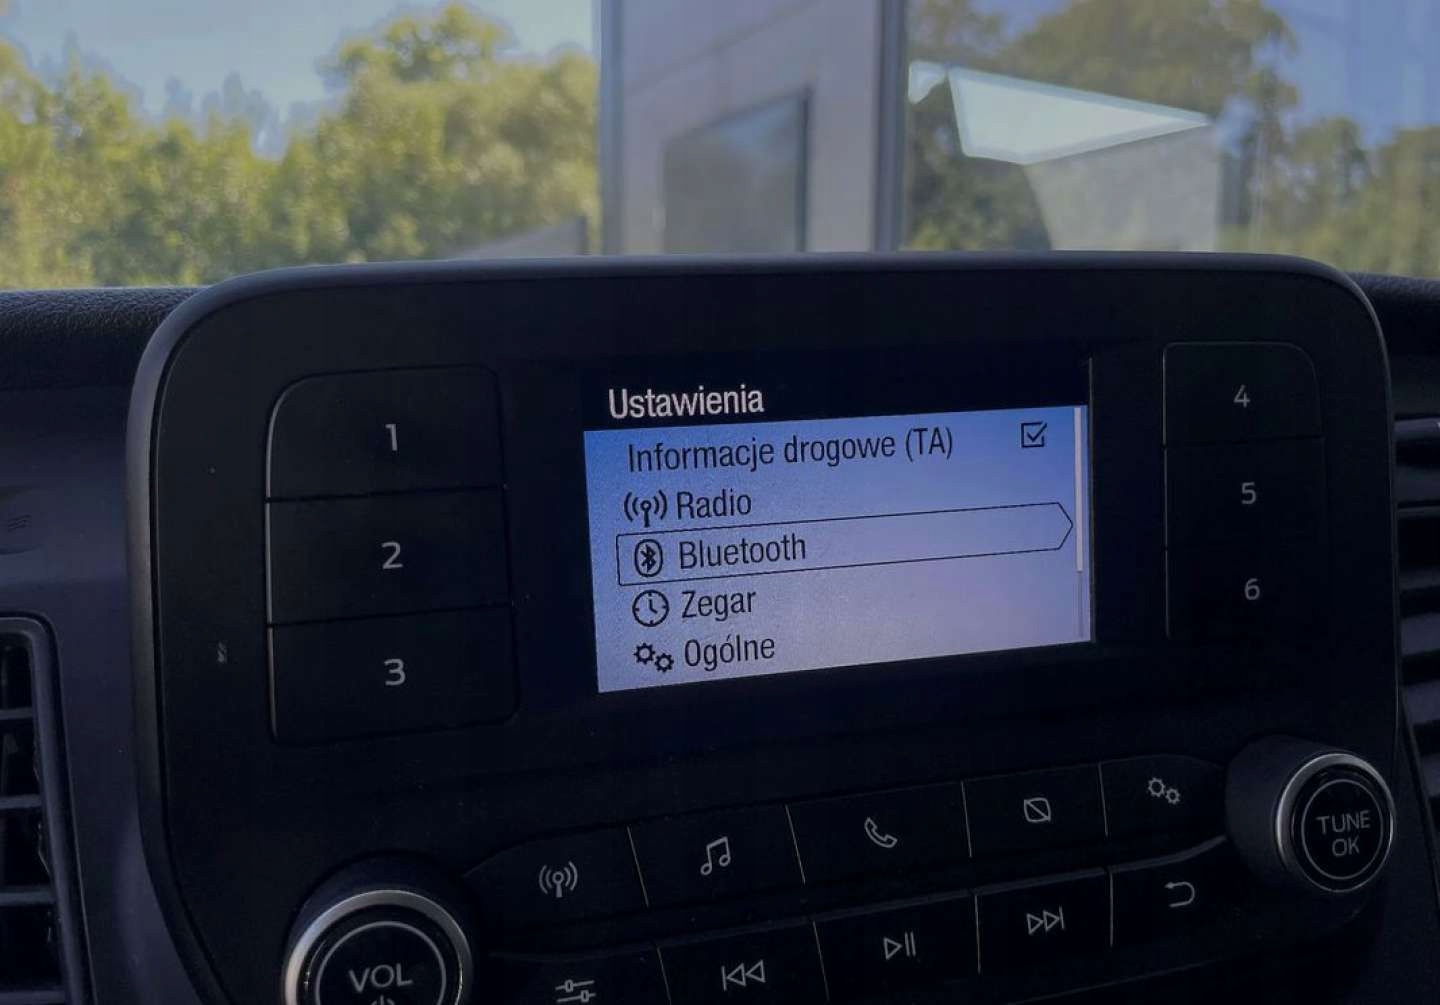 Ustawienia
Informacje drogowe (TA)
Radio
Bluetooth
Zegar
Ogólne
1
2
3
4
5
6
VOL
TUNE
OK